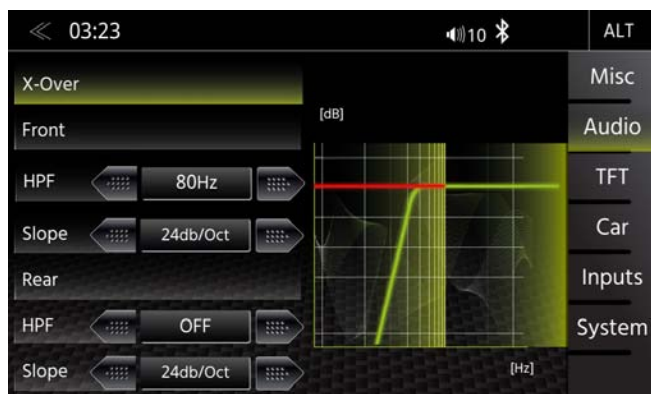 03:23
10
ALT
X-Over
Front
HPF
80Hz
Slope
24db/Oct
Rear
HPF
OFF
Slope
24db/Oct
[dB]
[Hz]
Misc
Audio
TFT
Car
Inputs
System